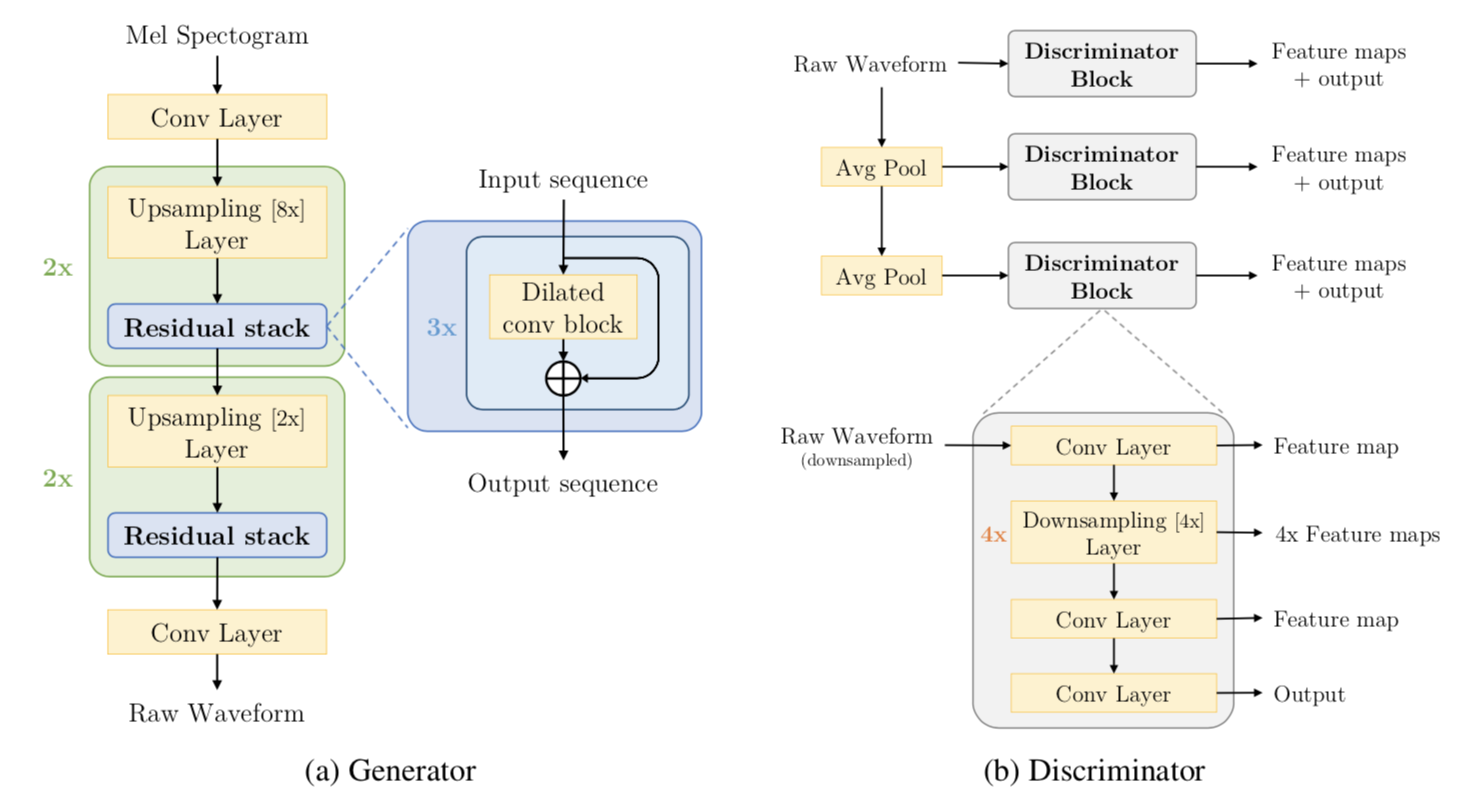 Mel Spectogram
Conv Layer
Upsampling [8x]
Layer
2x
Residual stack
Upsampling [2x]
Layer
2x
Residual stack
Conv Layer
Raw Waveform
Input sequence
Dilated
conv block
3x
Output sequence
(a) Generator
Raw Waveform
Discriminator
Block
Feature maps
+ output
Avg Pool
Discriminator
Block
Feature maps
+ output
Avg Pool
Discriminator
Block
Feature maps
+ output
Raw Waveform
(downsampled)
Conv Layer
Feature map
4x
Downsampling [4x]
Layer
4x Feature maps
Conv Layer
Feature map
Conv Layer
Output
(b) Discriminator